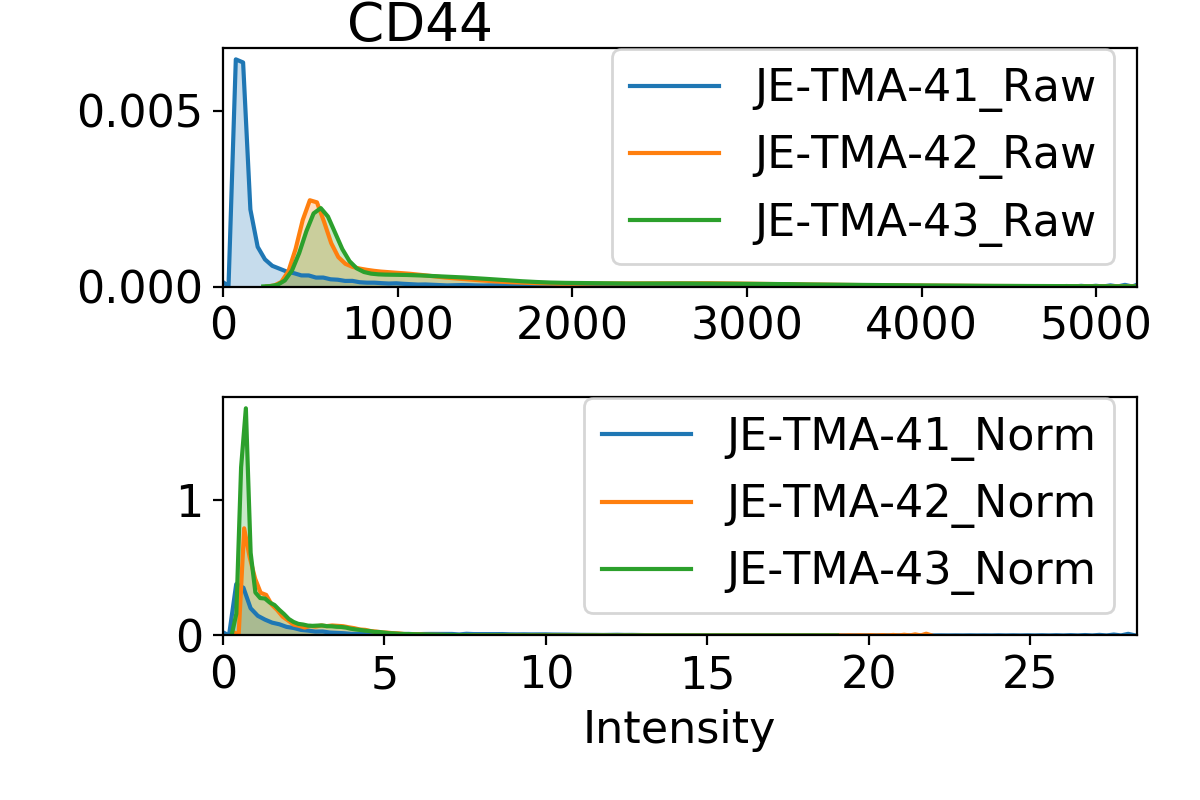 CD44
0.005
0.000
JE-TMA-41_Raw
JE-TMA-42_Raw
JE-TMA-43_Raw
0 1000 2000 3000 4000 5000
1
0
JE-TMA-41_Norm
JE-TMA-42_Norm
JE-TMA-43_Norm
0 5 10 15 20 25
Intensity